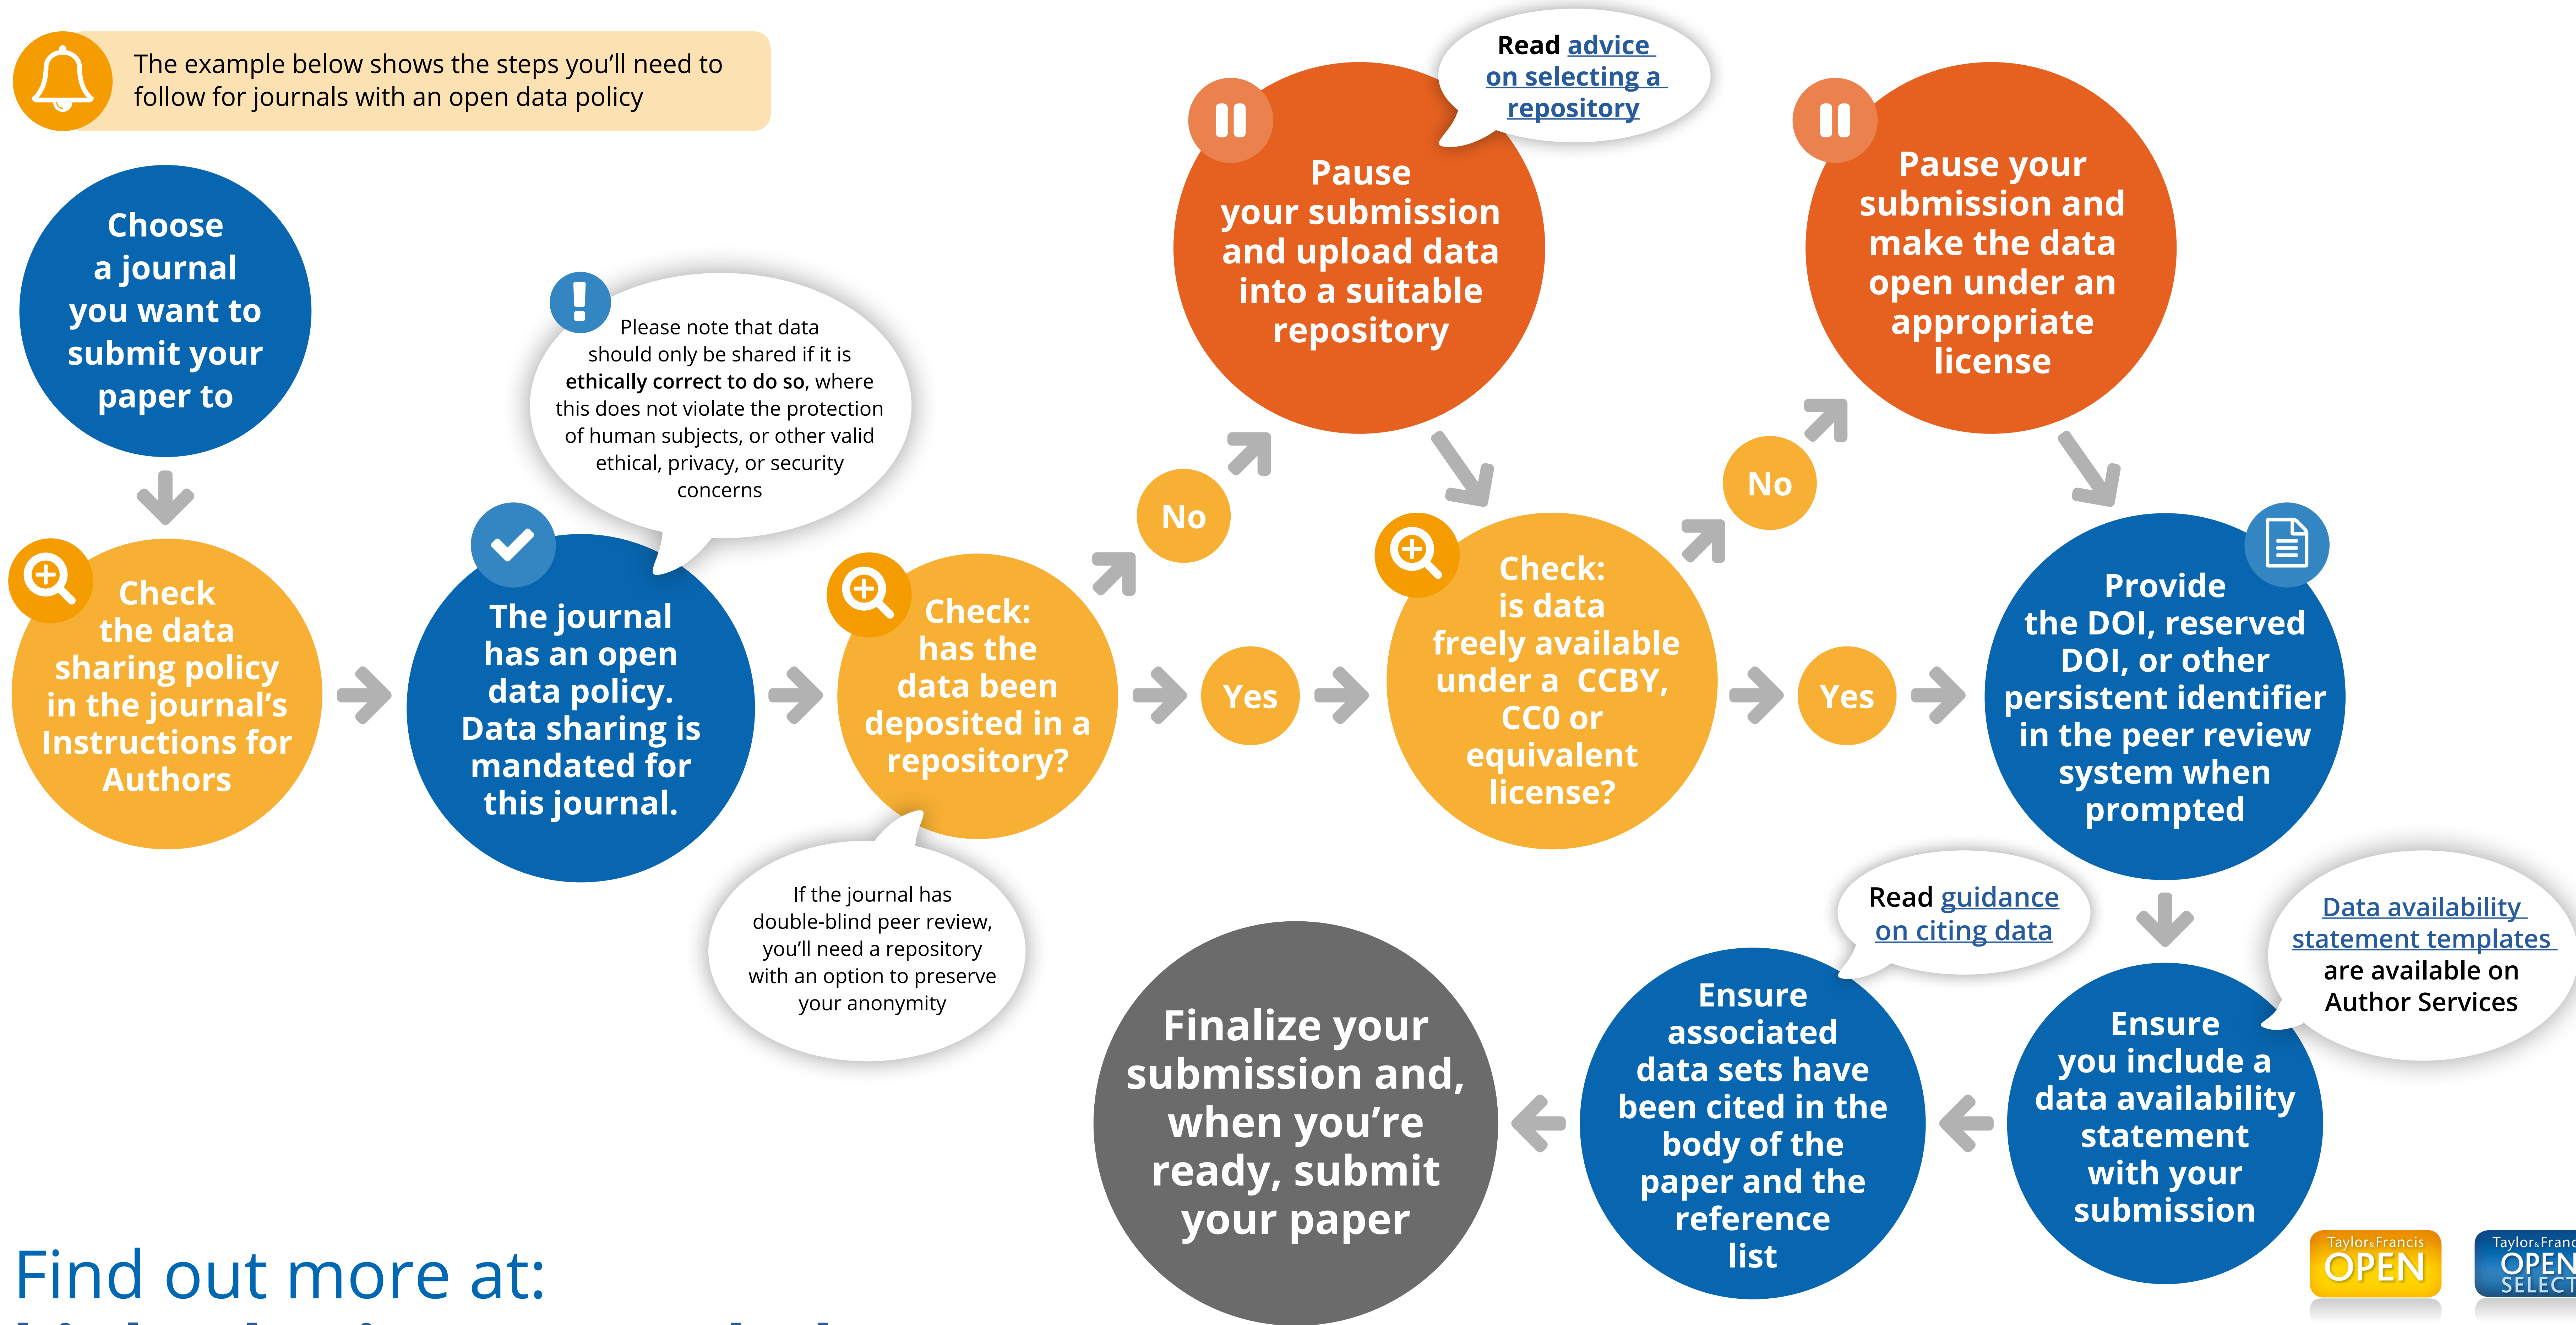 The example below shows the steps you'll need to
follow for journals with an open data policy
Choose
a journal
you want to
submit your
paper to
Check
the data
sharing policy
in the journal's
Instructions for
Authors
Please note that data
should only be shared if it is
ethically correct to do so, where
this does not violate the protection
of human subjects, or other valid
ethical, privacy, or security
concerns
The journal
has an open
data policy.
Data sharing is
mandated for
this journal.
Check:
has the
data been
deposited in a
repository?
If the journal has
double-blind peer review,
you'll need a repository
with an option to preserve
your anonymity
No
Yes
Pause
your submission
and upload data
into a suitable
repository
Read advice
on selecting a
repository
Check:
is data
freely available
under a CCBY,
CC0 or
equivalent
license?
No
Yes
Pause your
submission and
make the data
open under an
appropriate
license
Provide
the DOI, reserved
DOI, or other
persistent identifier
in the peer review
system when
prompted
Ensure
you include a
data availability
statement
with your
submission
Data availability
statement templates
are available on
Author Services
Ensure
associated
data sets have
been cited in the
body of the
paper and the
reference
list
Read guidance
on citing data
Finalize your
submission and,
when you're
ready, submit
your paper
Find out more at:
Taylor & Francis
OPEN
OPEN
SELECT